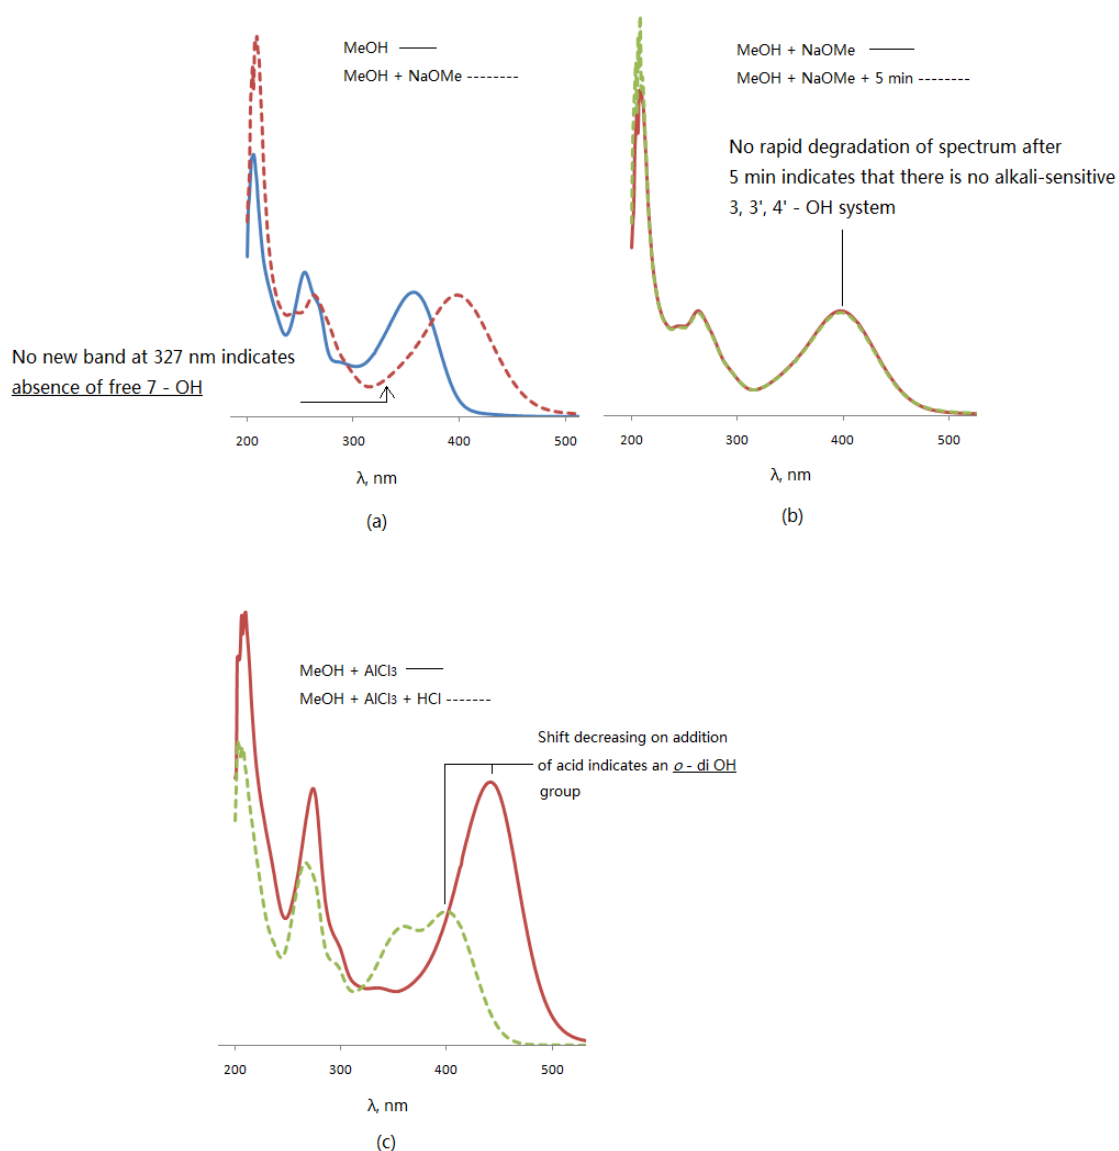 MeOH
MeOH + NaOMe
No new band at 327 nm indicates
absence of free 7 - OH
200 300 400 500
λ, nm
(a)
MeOH + NaOMe
MeOH + NaOMe + 5 min
No rapid degradation of spectrum after
5 min indicates that there is no alkali-sensitive
3, 3', 4' - OH system
200 300 400 500
λ, nm
(b)
MeOH + AlCl₃
MeOH + AlCl₃ + HCl
Shift decreasing on addition
of acid indicates an o - di OH
group
200 300 400 500
λ, nm
(c)